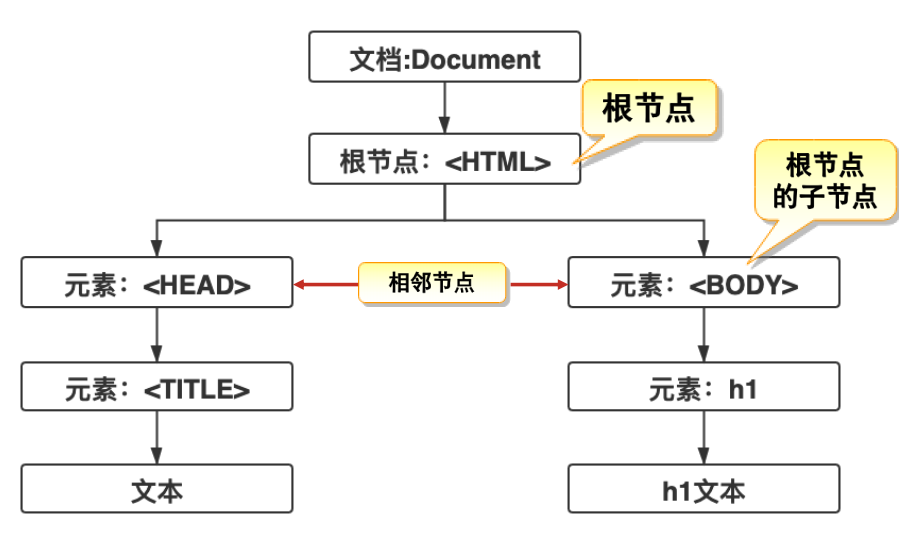 文档:Document
根节点
根节点：<HTML>
根节点
的子节点
元素：<HEAD>
相邻节点
元素：<BODY>
元素：<TITLE>
元素：h1
文本
h1文本